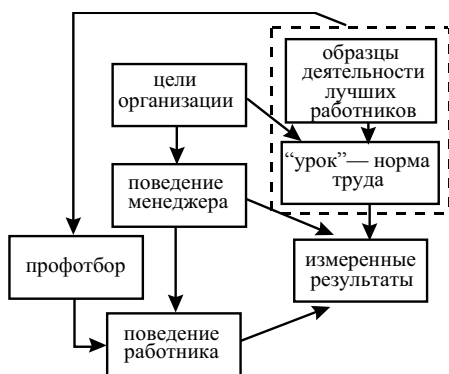 образцы
деятельности
лучших
работников
цели
организации
“урок”— норма
труда
поведение
менеджера
профотбор
измеренные
результаты
поведение
работника